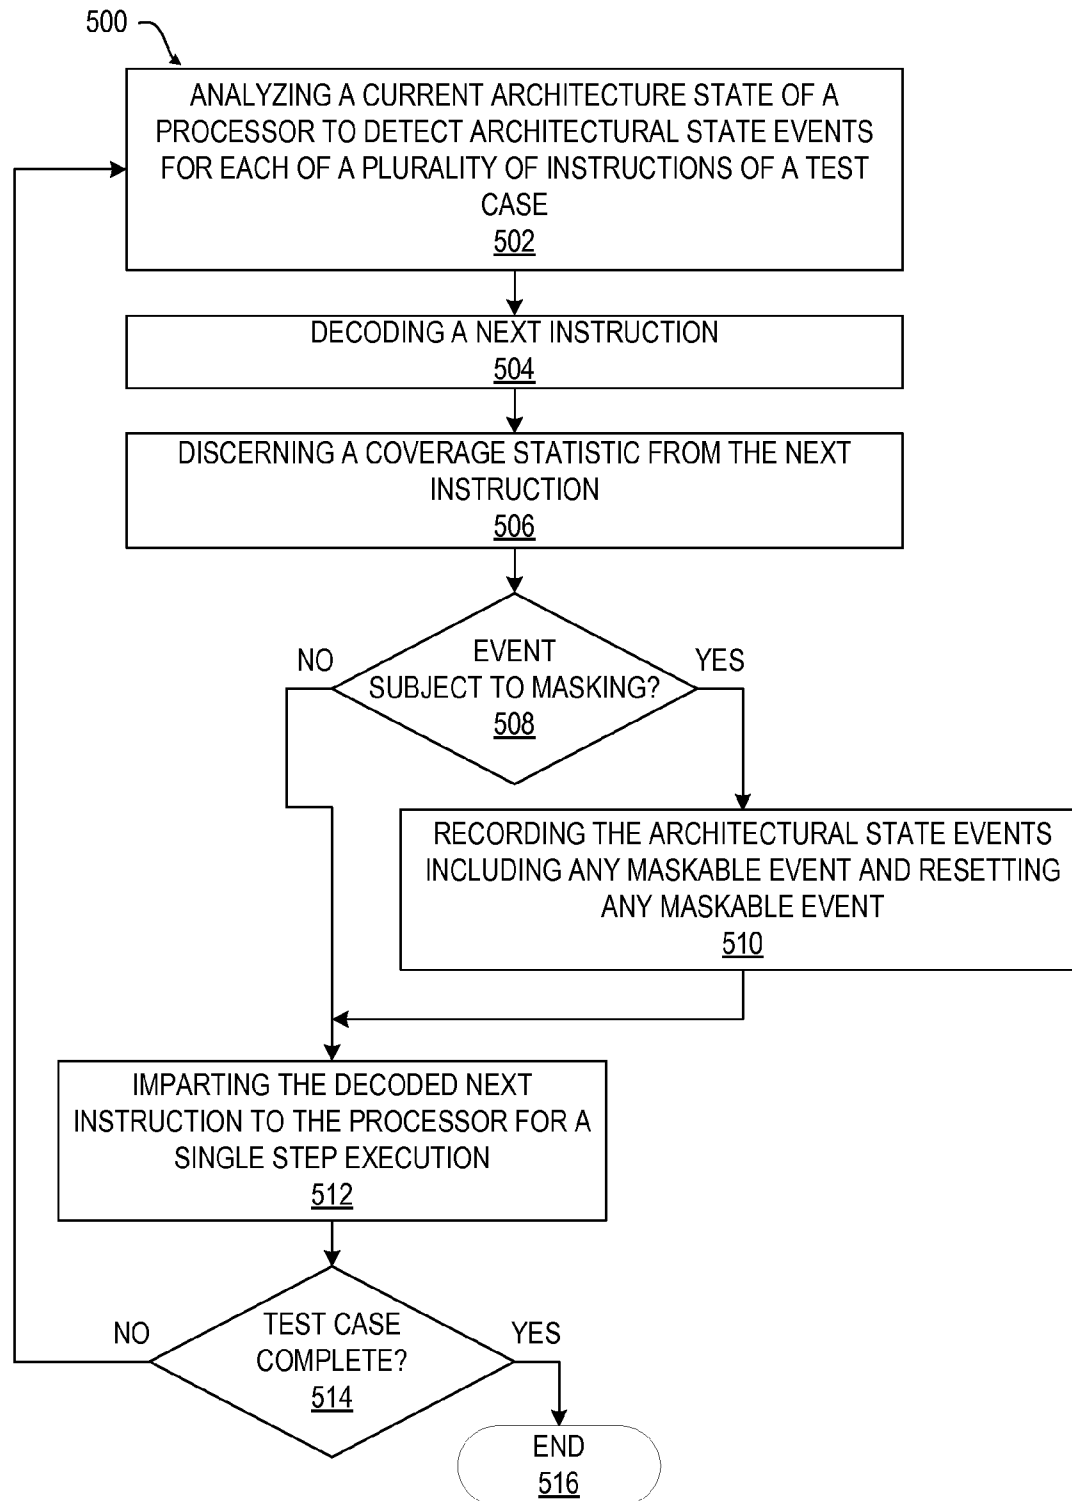 500
ANALYZING A CURRENT ARCHITECTURE STATE OF A
PROCESSOR TO DETECT ARCHITECTURAL STATE EVENTS
FOR EACH OF A PLURALITY OF INSTRUCTIONS OF A TEST
CASE
502
DECODING A NEXT INSTRUCTION
504
DISCERNING A COVERAGE STATISTIC FROM THE NEXT
INSTRUCTION
506
NO
EVENT
SUBJECT TO MASKING?
508
YES
RECORDING THE ARCHITECTURAL STATE EVENTS
INCLUDING ANY MASKABLE EVENT AND RESETTING
ANY MASKABLE EVENT
510
IMPARTING THE DECODED NEXT
INSTRUCTION TO THE PROCESSOR FOR A
SINGLE STEP EXECUTION
512
NO
TEST CASE
COMPLETE?
514
YES
END
516